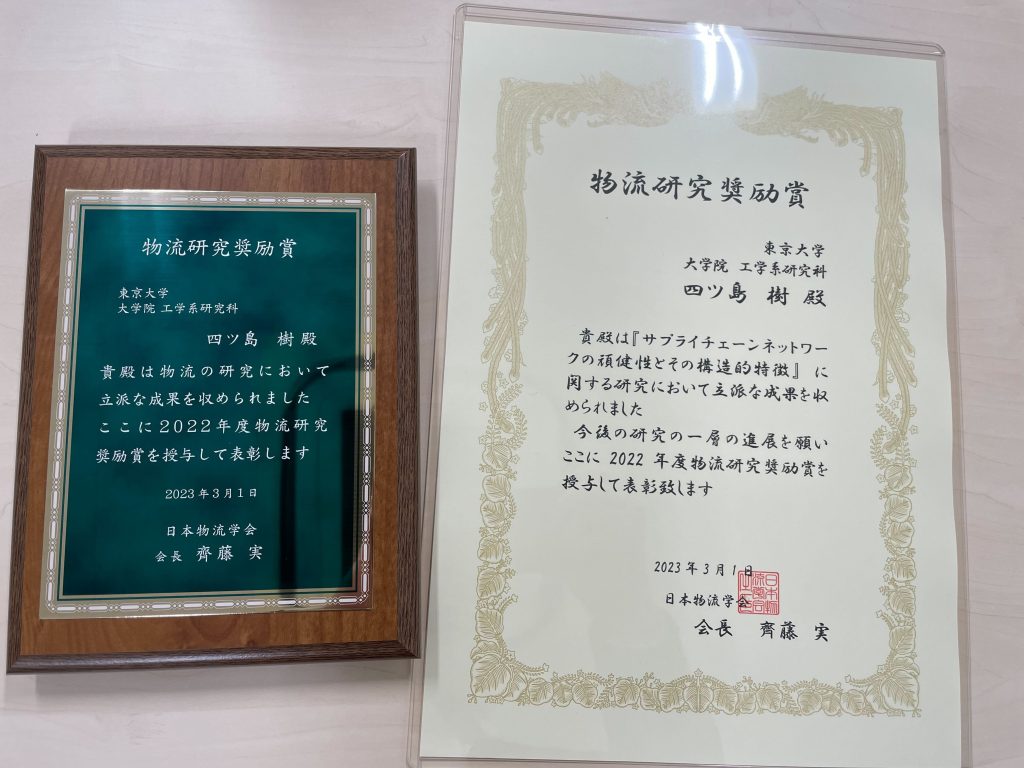 物流研究奨励賞
東京大学
大学院 工学系研究科
四ツ島 樹 殿
貴殿は物流の研究において
立派な成果を収められました
ここに2022年度物流研究
奨励賞を授与して表彰します
2023年3月1日
日本物流学会
会長 齊藤 実
物流研究奨励賞
東京大学
大学院 工学系研究科
四ツ島 樹 殿
貴殿は『サプライチェーンネットワー
クの頑健性とその構造的特徴』 に
関する研究において立派な成果を収
められました
今後の研究の一層の進展を願い
ここに 2022 年度物流研究奨励賞を
授与して表彰致します
2023年3月1日
日本物流学会
会長 齊藤 実